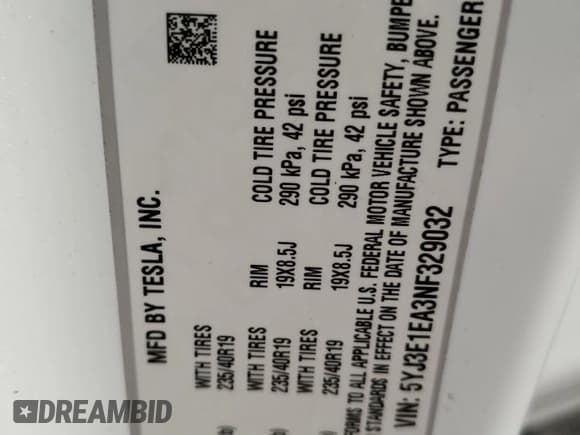 MFD BY TESLA, INC.
WITH TIRES RIM COLD TIRE PRESSURE
235/40R19 19X8.5J 290 kPa, 42 psi
WITH TIRES RIM COLD TIRE PRESSURE
235/40R19 19X8.5J 290 kPa, 42 psi
WITH TIRES
235/40R19
FORMS TO ALL APPLICABLE U.S. FEDERAL MOTOR VEHICLE SAFETY, BUMPE
STANDARDS IN EFFECT ON THE DATE OF MANUFACTURE SHOWN ABOVE.
VIN: 5YJ3E1EA3NF329032 TYPE: PASSENGER
DREAMBID